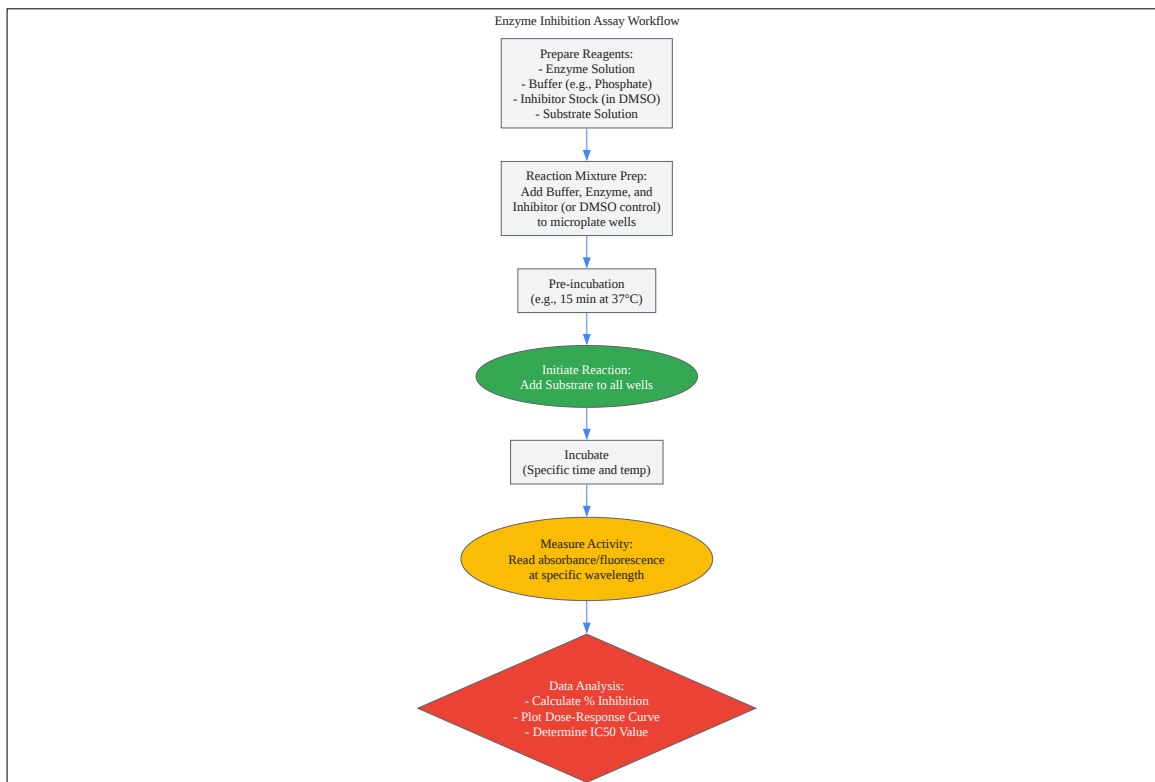 Enzyme Inhibition Assay Workflow
Prepare Reagents:
- Enzyme Solution
- Buffer (e.g., Phosphate)
- Inhibitor Stock (in DMSO)
- Substrate Solution
Reaction Mixture Prep:
Add Buffer, Enzyme, and
Inhibitor (or DMSO control)
to microplate wells
Pre-incubation
(e.g., 15 min at 37°C)
Initiate Reaction:
Add Substrate to all wells
Incubate
(Specific time and temp)
Measure Activity:
Read absorbance/fluorescence
at specific wavelength
Data Analysis:
- Calculate % Inhibition
- Plot Dose-Response Curve
- Determine IC50 Value